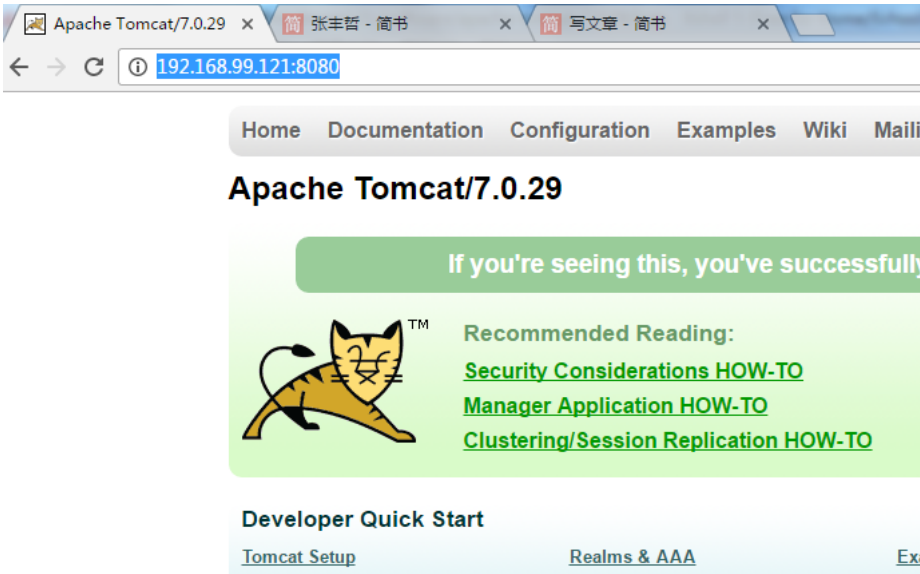 Apache Tomcat/7.0.29
张丰哲 - 简书
写文章 - 简书
192.168.99.121:8080
Home Documentation Configuration Examples Wiki Maili
Apache Tomcat/7.0.29
If you're seeing this, you've successfully
TM
Recommended Reading:
Security Considerations HOW-TO
Manager Application HOW-TO
Clustering/Session Replication HOW-TO
Developer Quick Start
Tomcat Setup Realms & AAA Exa